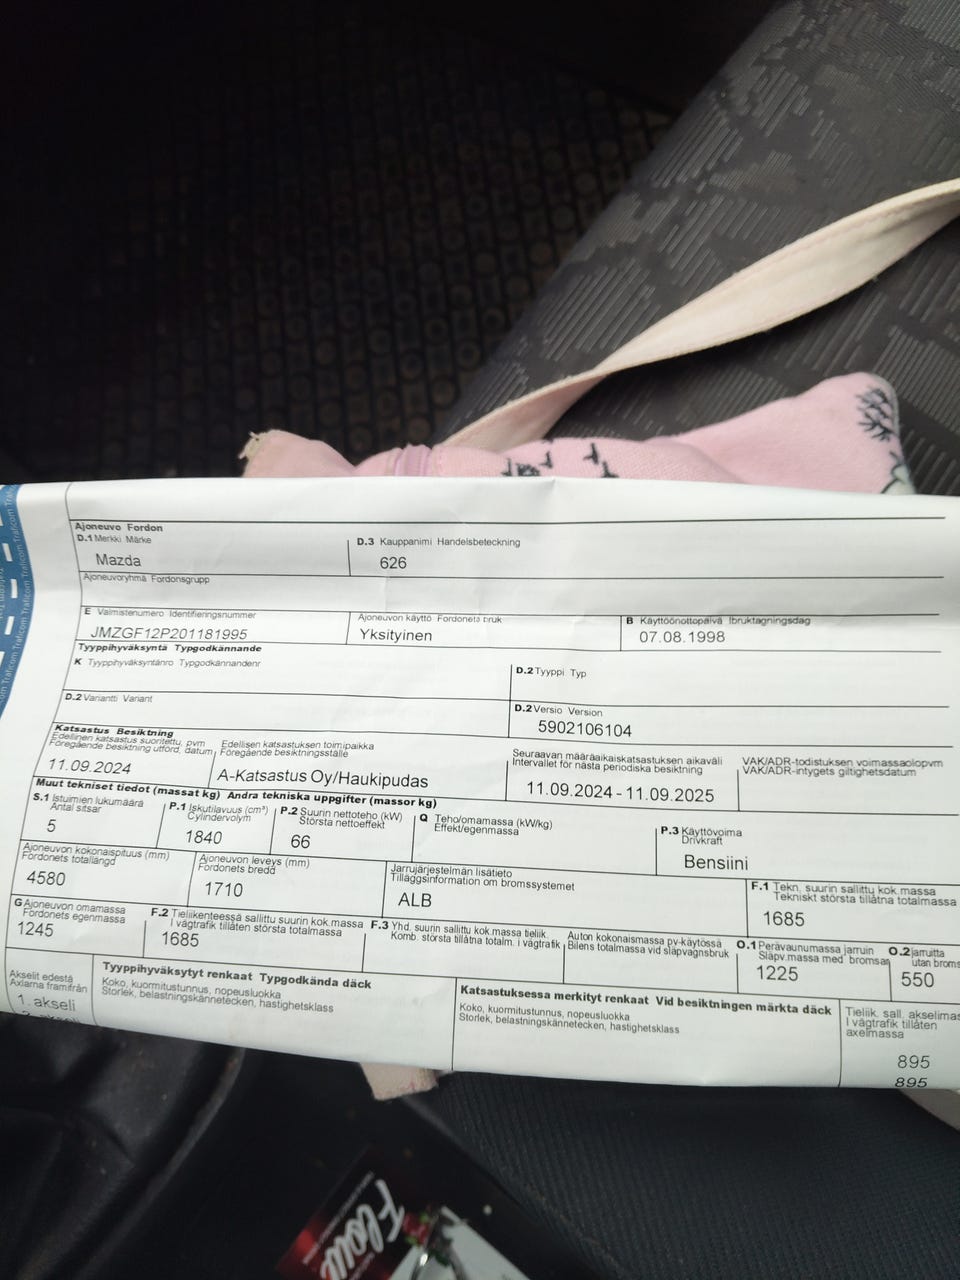 Ajoneuvo Fordon
D.1 Merkki Märke
Mazda
D.3 Kauppanimi Handelsbeteckning
626
Ajoneuvoryhmä Fordonsgrupp
E Valmistenumero Identifieringsnummer
JMZGF12P201181995
Ajoneuvon käyttö Fordonets bruk
Yksityinen
B Käyttöönottopäivä Ibruktagningsdag
07.08.1998
Tyyppihyväksyntä Typgodkännande
K Tyyppihyväksyntänro Typgodkännandenr
D.2 Tyyppi Typ
D.2 Variantti Variant
D.2 Versio Version
5902106104
Katsastus Besiktning
Edellinen katsastus suoritettu, pvm
Föregående besiktning utförd, datum
11.09.2024
Edellisen katsastuksen toimipaikka
Föregående besiktningsställe
A-Katsastus Oy/Haukipudas
Seuraavan määräaikaiskatsastuksen aikaväli
Intervallet för nästa periodiska besiktning
11.09.2024 - 11.09.2025
VAK/ADR-todistuksen voimassaolopvm
VAK/ADR-intygets giltighetsdatum
Muut tekniset tiedot (massat kg) Andra tekniska uppgifter (massor kg)
S.1 Istuimien lukumäärä
Antal sitsar
5
P.1 Iskutilavuus (cm³)
Cylindervolym
1840
P.2 Suurin nettoteho (kW)
Största nettoeffekt
66
Q Teho/omamassa (kW/kg)
Effekt/egenmassa
P.3 Käyttövoima
Drivkraft
Bensiini
Ajoneuvon kokonaispituus (mm)
Fordonets totallängd
4580
Ajoneuvon leveys (mm)
Fordonets bredd
1710
Jarrujärjestelmän lisätieto
Tilläggsinformation om bromssystemet
ALB
F.1 Tekn. suurin sallittu kok.massa
Tekniskt största tillåtna totalmassa
1685
G Ajoneuvon omamassa
Fordonets egenmassa
1245
F.2 Tieliikenteessä sallittu suurin kok.massa
I vägtrafik tillåten största totalmassa
1685
F.3 Yhd. suurin sallittu kok.massa tieliik.
Komb. största tillåtna totalm. i vägtrafik
Auton kokonaismassa pv-käytössä
Bilens totalmassa vid släpvagnsbruk
O.1 Perävaunumassa jarruin
Släpv.massa med bromsar
1225
O.2 jarruitta
utan broms
550
Akselit edestä
Axlarna framifrån
1. akseli
2. akseli
Tyyppihyväksytyt renkaat Typgodkända däck
Koko, kuormitustunnus, nopeusluokka
Storlek, belastningskännetecken, hastighetsklass
Katsastuksessa merkityt renkaat Vid besiktningen märkta däck
Koko, kuormitustunnus, nopeusluokka
Storlek, belastningskännetecken, hastighetsklass
Tieliik. sall. akselimas
I vägtrafik tillåten
axelmassa
895
895
Traficom Traficom Traficom Traficom
Flow